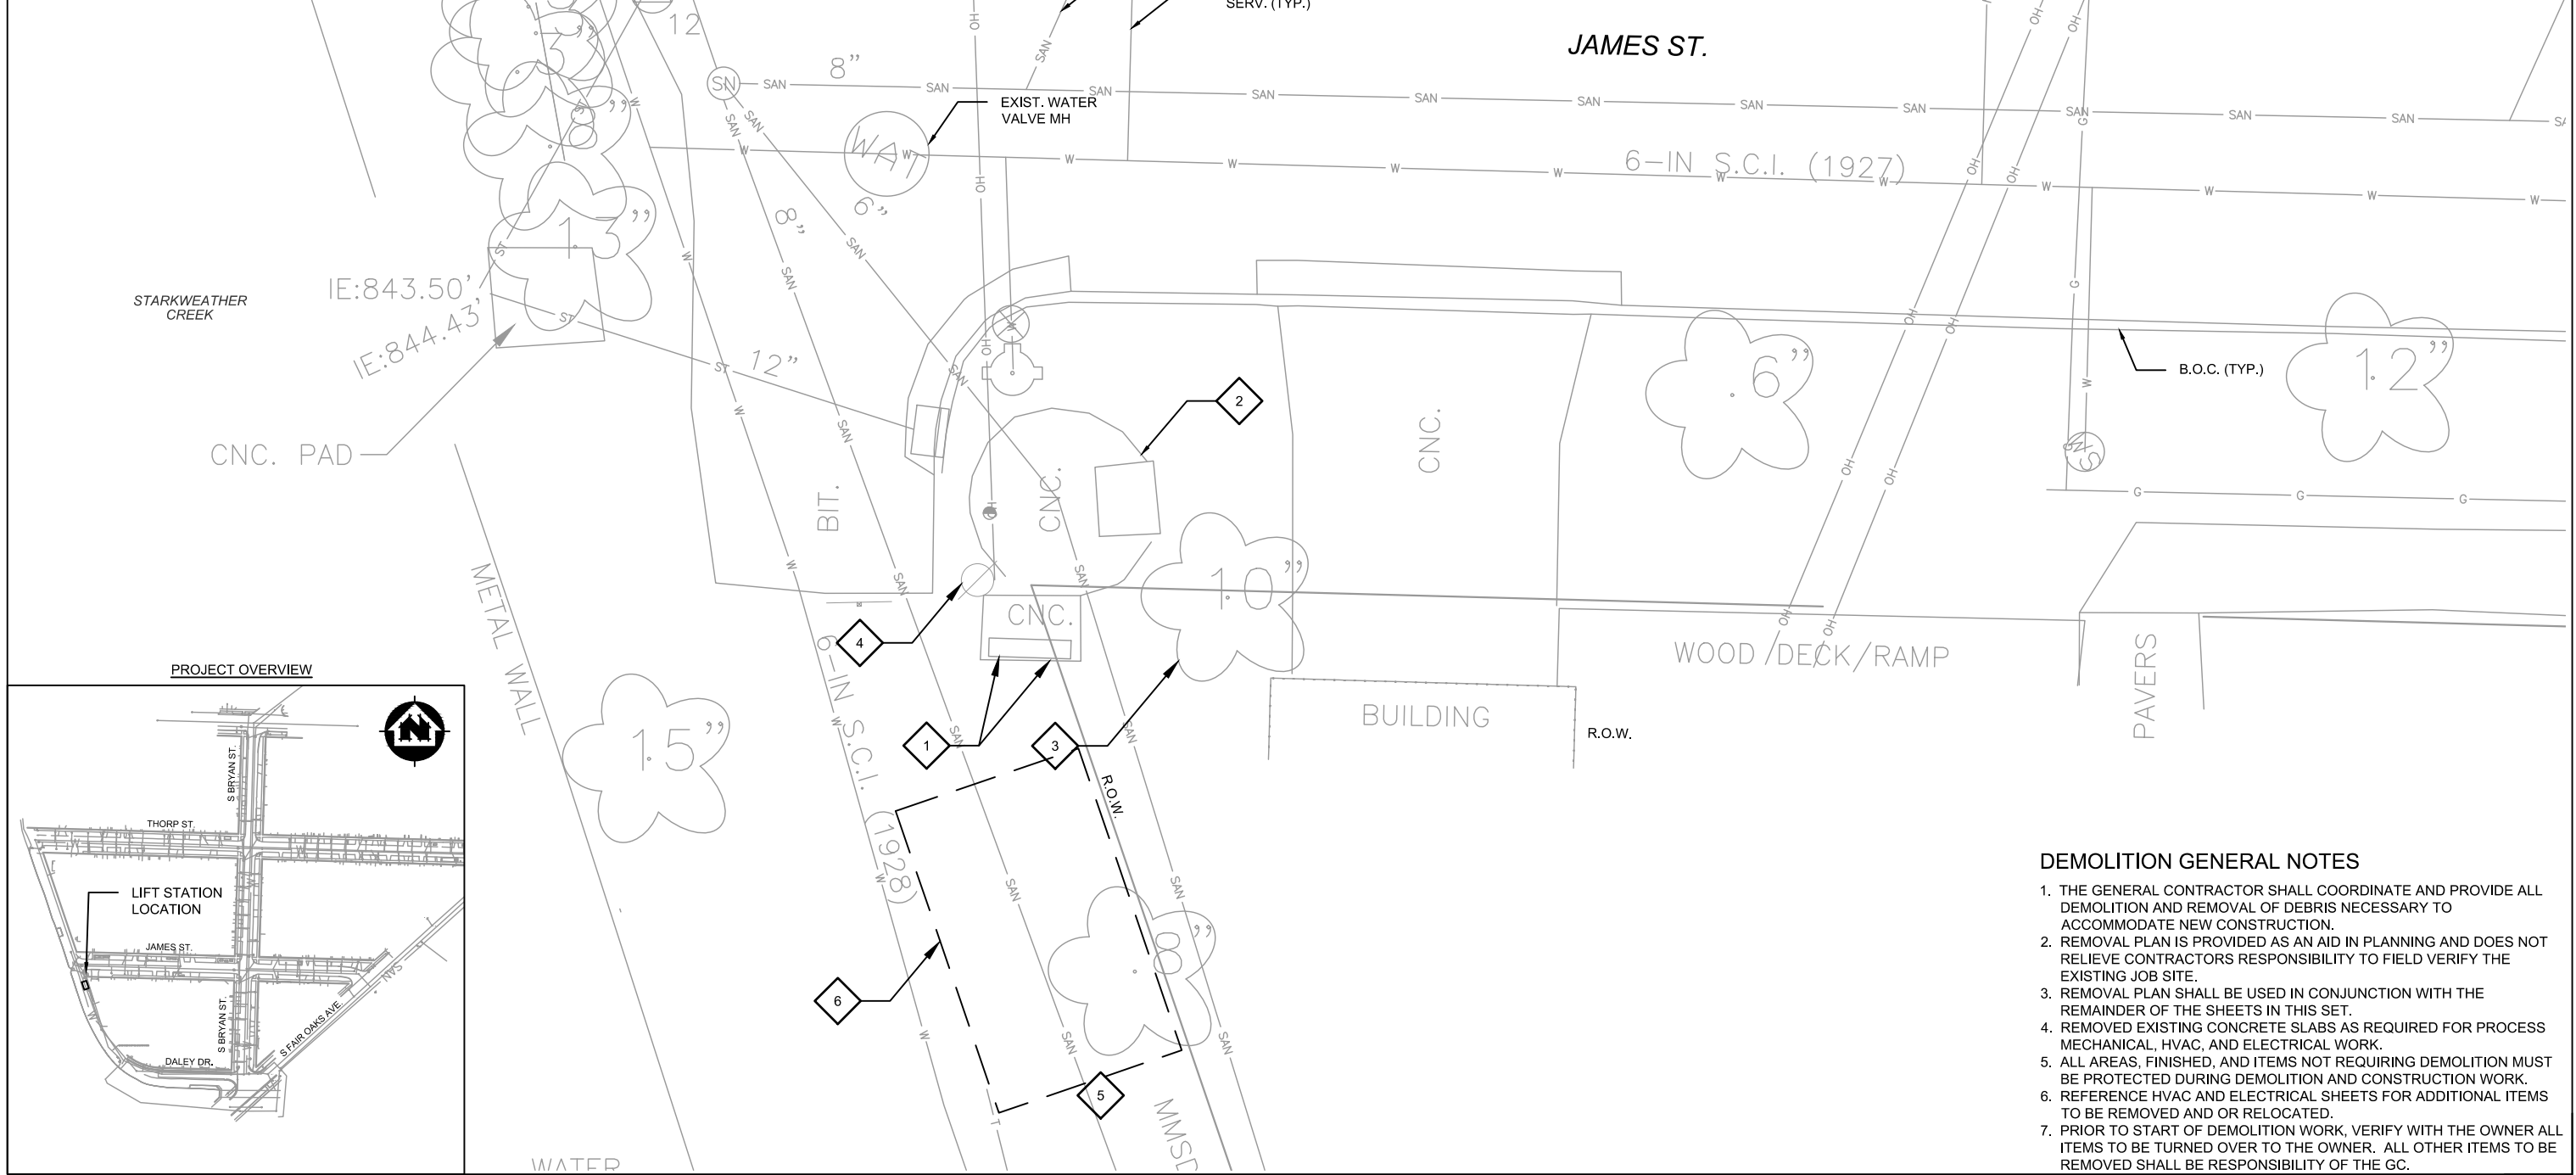 SERV. (TYP.)
12
JAMES ST.
8"
SN
SAN
EXIST. WATER
VALVE MH
WAT
6"
8"
8"
6-IN S.C.I. (1927)
13"
STARKWEATHER
CREEK
IE:843.50'
IE:844.43'
12"
CNC. PAD
BIT.
CNC.
2
CNC.
6"
B.O.C. (TYP.)
12"
10"
CNC.
4
METAL WALL
6-IN S.C.I. (1928)
15"
1
3
R.O.W.
BUILDING
R.O.W.
WOOD DECK/RAMP
PAVERS
8"
6
5
MMSD
WATER
PROJECT OVERVIEW
N
S BRYAN ST.
THORP ST.
LIFT STATION
LOCATION
JAMES ST.
S BRYAN ST.
S FAIR OAKS AVE.
SAN
W
DALEY DR.
DEMOLITION GENERAL NOTES
1. THE GENERAL CONTRACTOR SHALL COORDINATE AND PROVIDE ALL
DEMOLITION AND REMOVAL OF DEBRIS NECESSARY TO
ACCOMMODATE NEW CONSTRUCTION.
2. REMOVAL PLAN IS PROVIDED AS AN AID IN PLANNING AND DOES NOT
RELIEVE CONTRACTORS RESPONSIBILITY TO FIELD VERIFY THE
EXISTING JOB SITE.
3. REMOVAL PLAN SHALL BE USED IN CONJUNCTION WITH THE
REMAINDER OF THE SHEETS IN THIS SET.
4. REMOVED EXISTING CONCRETE SLABS AS REQUIRED FOR PROCESS
MECHANICAL, HVAC, AND ELECTRICAL WORK.
5. ALL AREAS, FINISHED, AND ITEMS NOT REQUIRING DEMOLITION MUST
BE PROTECTED DURING DEMOLITION AND CONSTRUCTION WORK.
6. REFERENCE HVAC AND ELECTRICAL SHEETS FOR ADDITIONAL ITEMS
TO BE REMOVED AND OR RELOCATED.
7. PRIOR TO START OF DEMOLITION WORK, VERIFY WITH THE OWNER ALL
ITEMS TO BE TURNED OVER TO THE OWNER. ALL OTHER ITEMS TO BE
REMOVED SHALL BE RESPONSIBILITY OF THE GC.